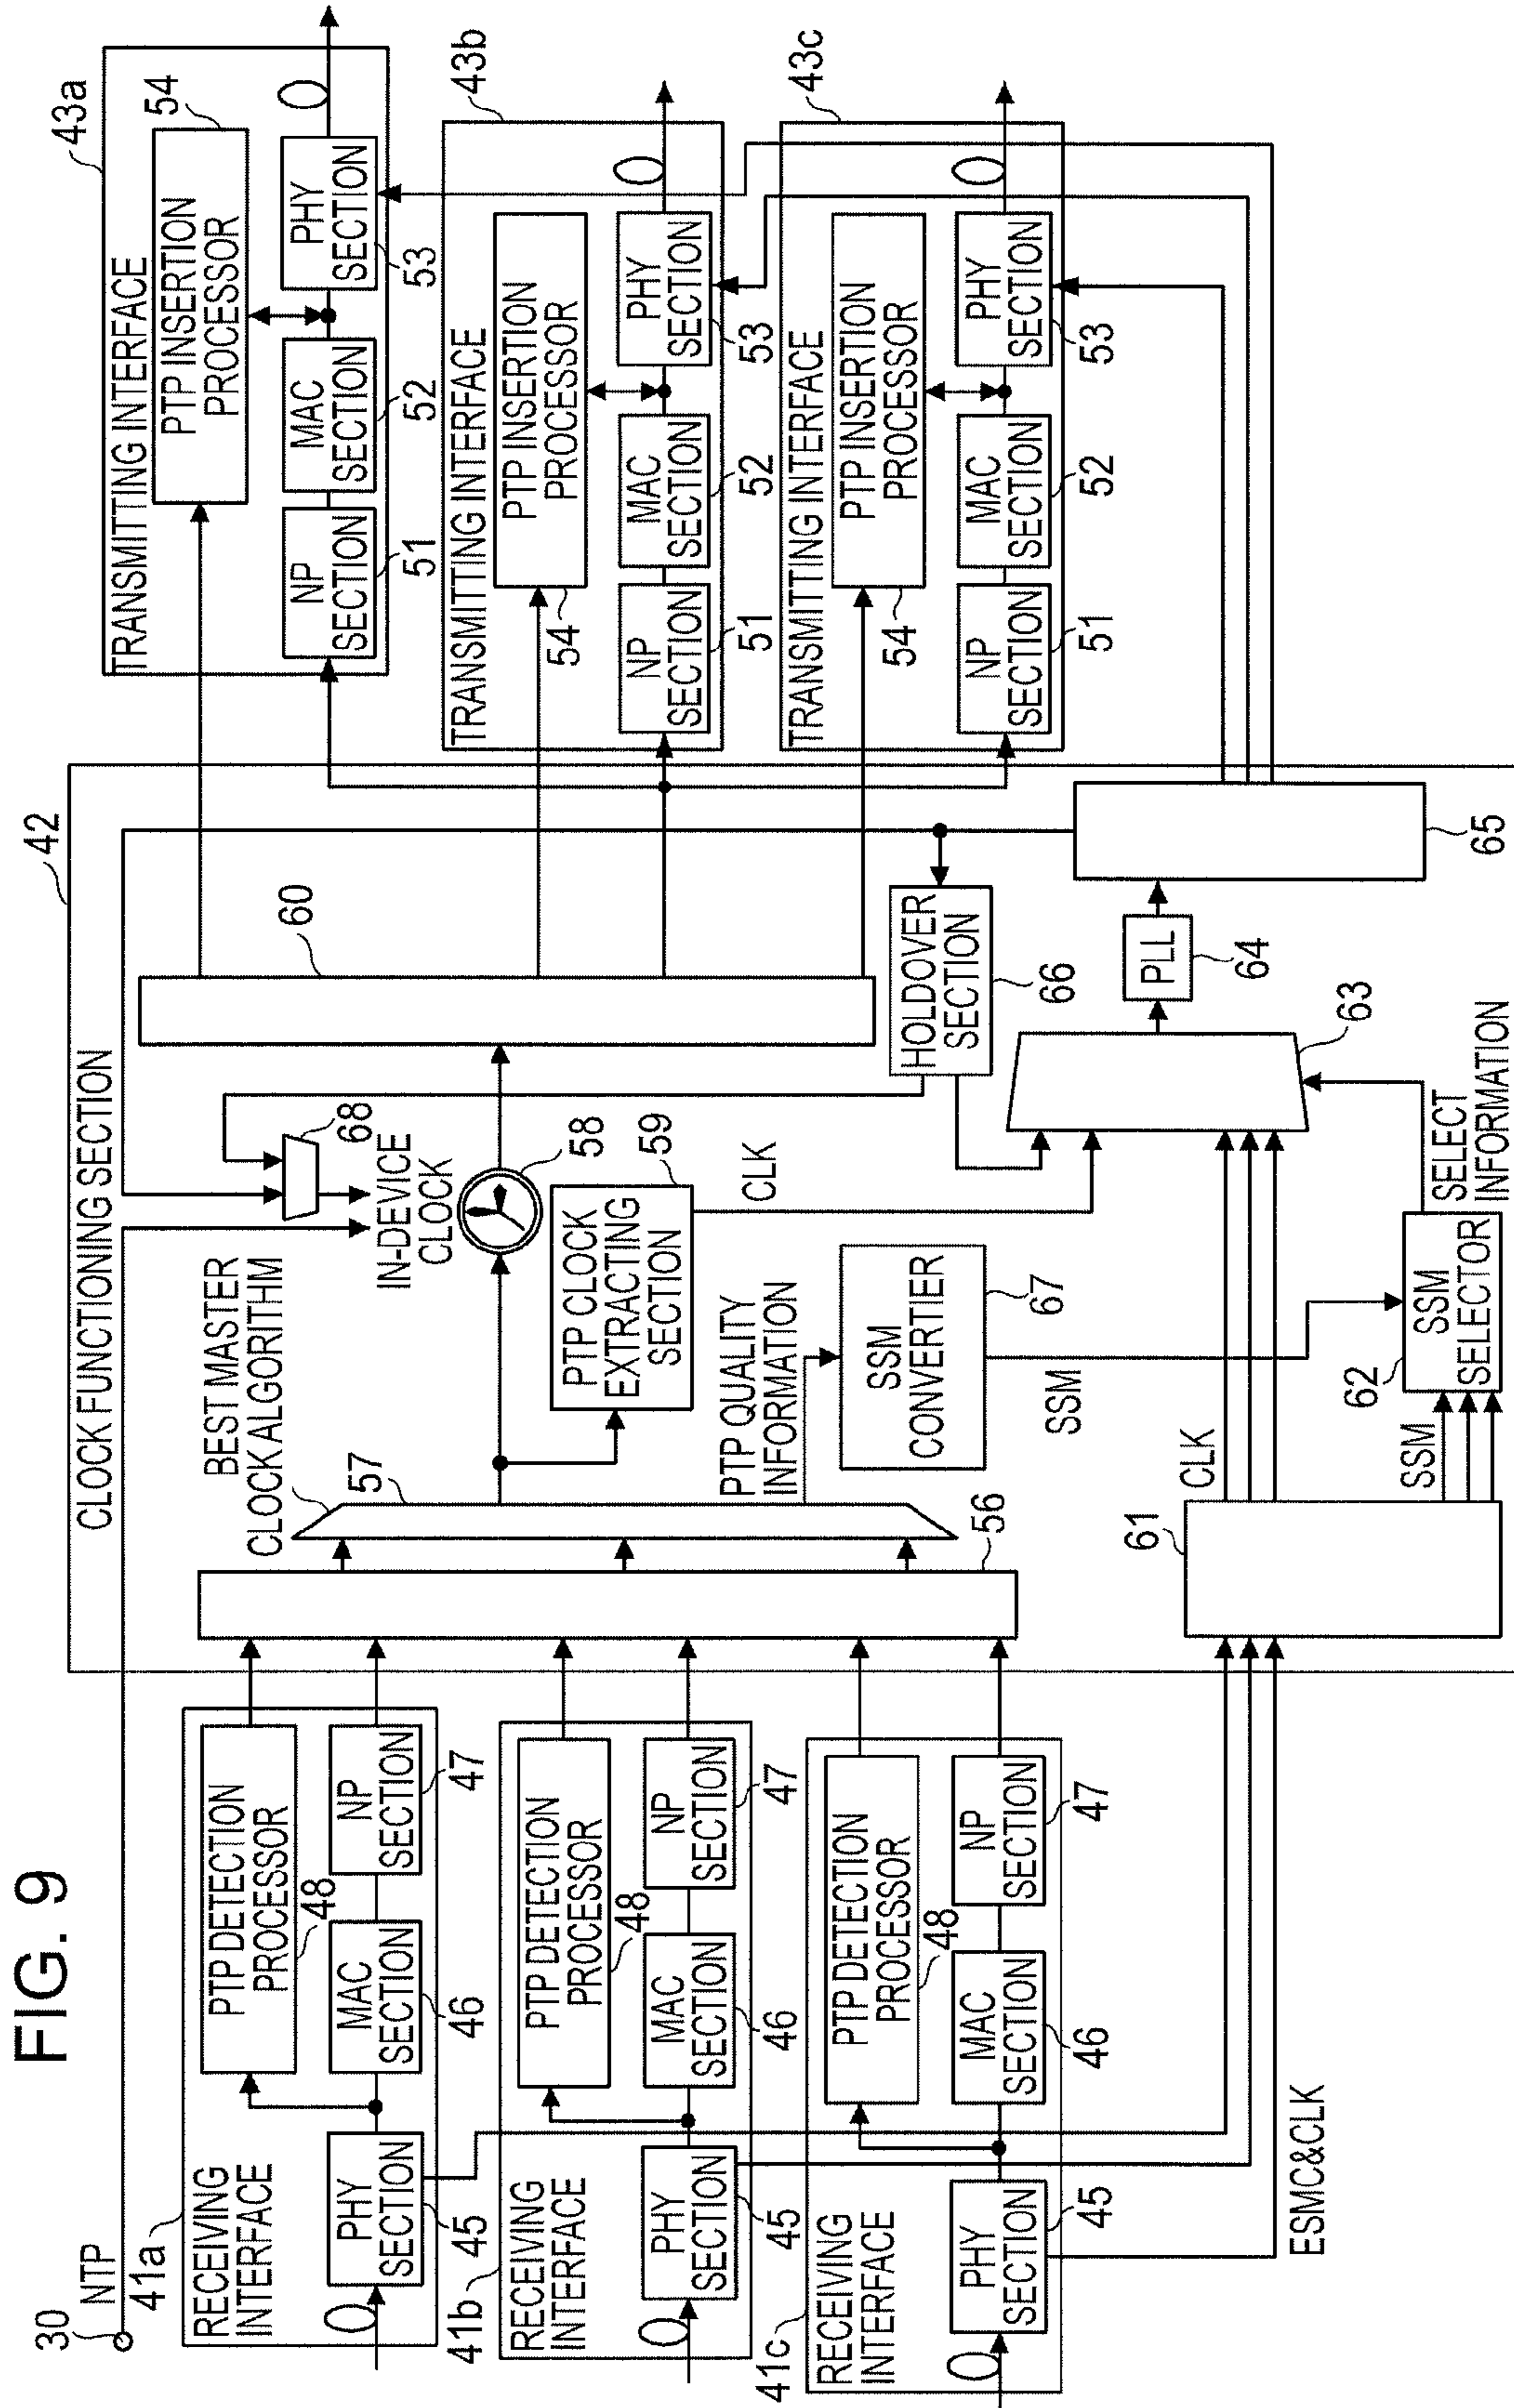 FIG. 9
30
NTP
41a
RECEIVING
INTERFACE
PTP DETECTION
PROCESSOR
48
PHY
SECTION
45
MAC
SECTION
46
NP
SECTION
47
41b
RECEIVING
INTERFACE
PTP DETECTION
PROCESSOR
48
PHY
SECTION
45
MAC
SECTION
46
NP
SECTION
47
41c
RECEIVING
INTERFACE
PTP DETECTION
PROCESSOR
48
PHY
SECTION
45
MAC
SECTION
46
NP
SECTION
47
ESMC&CLK
42
CLOCK FUNCTIONING SECTION
BEST MASTER
CLOCK ALGORITHM
57
56
68
IN-DEVICE
CLOCK
58
PTP CLOCK
EXTRACTING
SECTION
59
CLK
60
PTP QUALITY
INFORMATION
SSM
CONVERTIER
67
SSM
HOLDOVER
SECTION
66
61
CLK
SSM
62
SSM
SELECTOR
SELECT
INFORMATION
63
PLL
64
65
43a
TRANSMITTING INTERFACE
PTP INSERTION
PROCESSOR
54
NP
SECTION
51
MAC
SECTION
52
PHY
SECTION
53
43b
TRANSMITTING INTERFACE
PTP INSERTION
PROCESSOR
54
NP
SECTION
51
MAC
SECTION
52
PHY
SECTION
53
43c
TRANSMITTING INTERFACE
PTP INSERTION
PROCESSOR
54
NP
SECTION
51
MAC
SECTION
52
PHY
SECTION
53